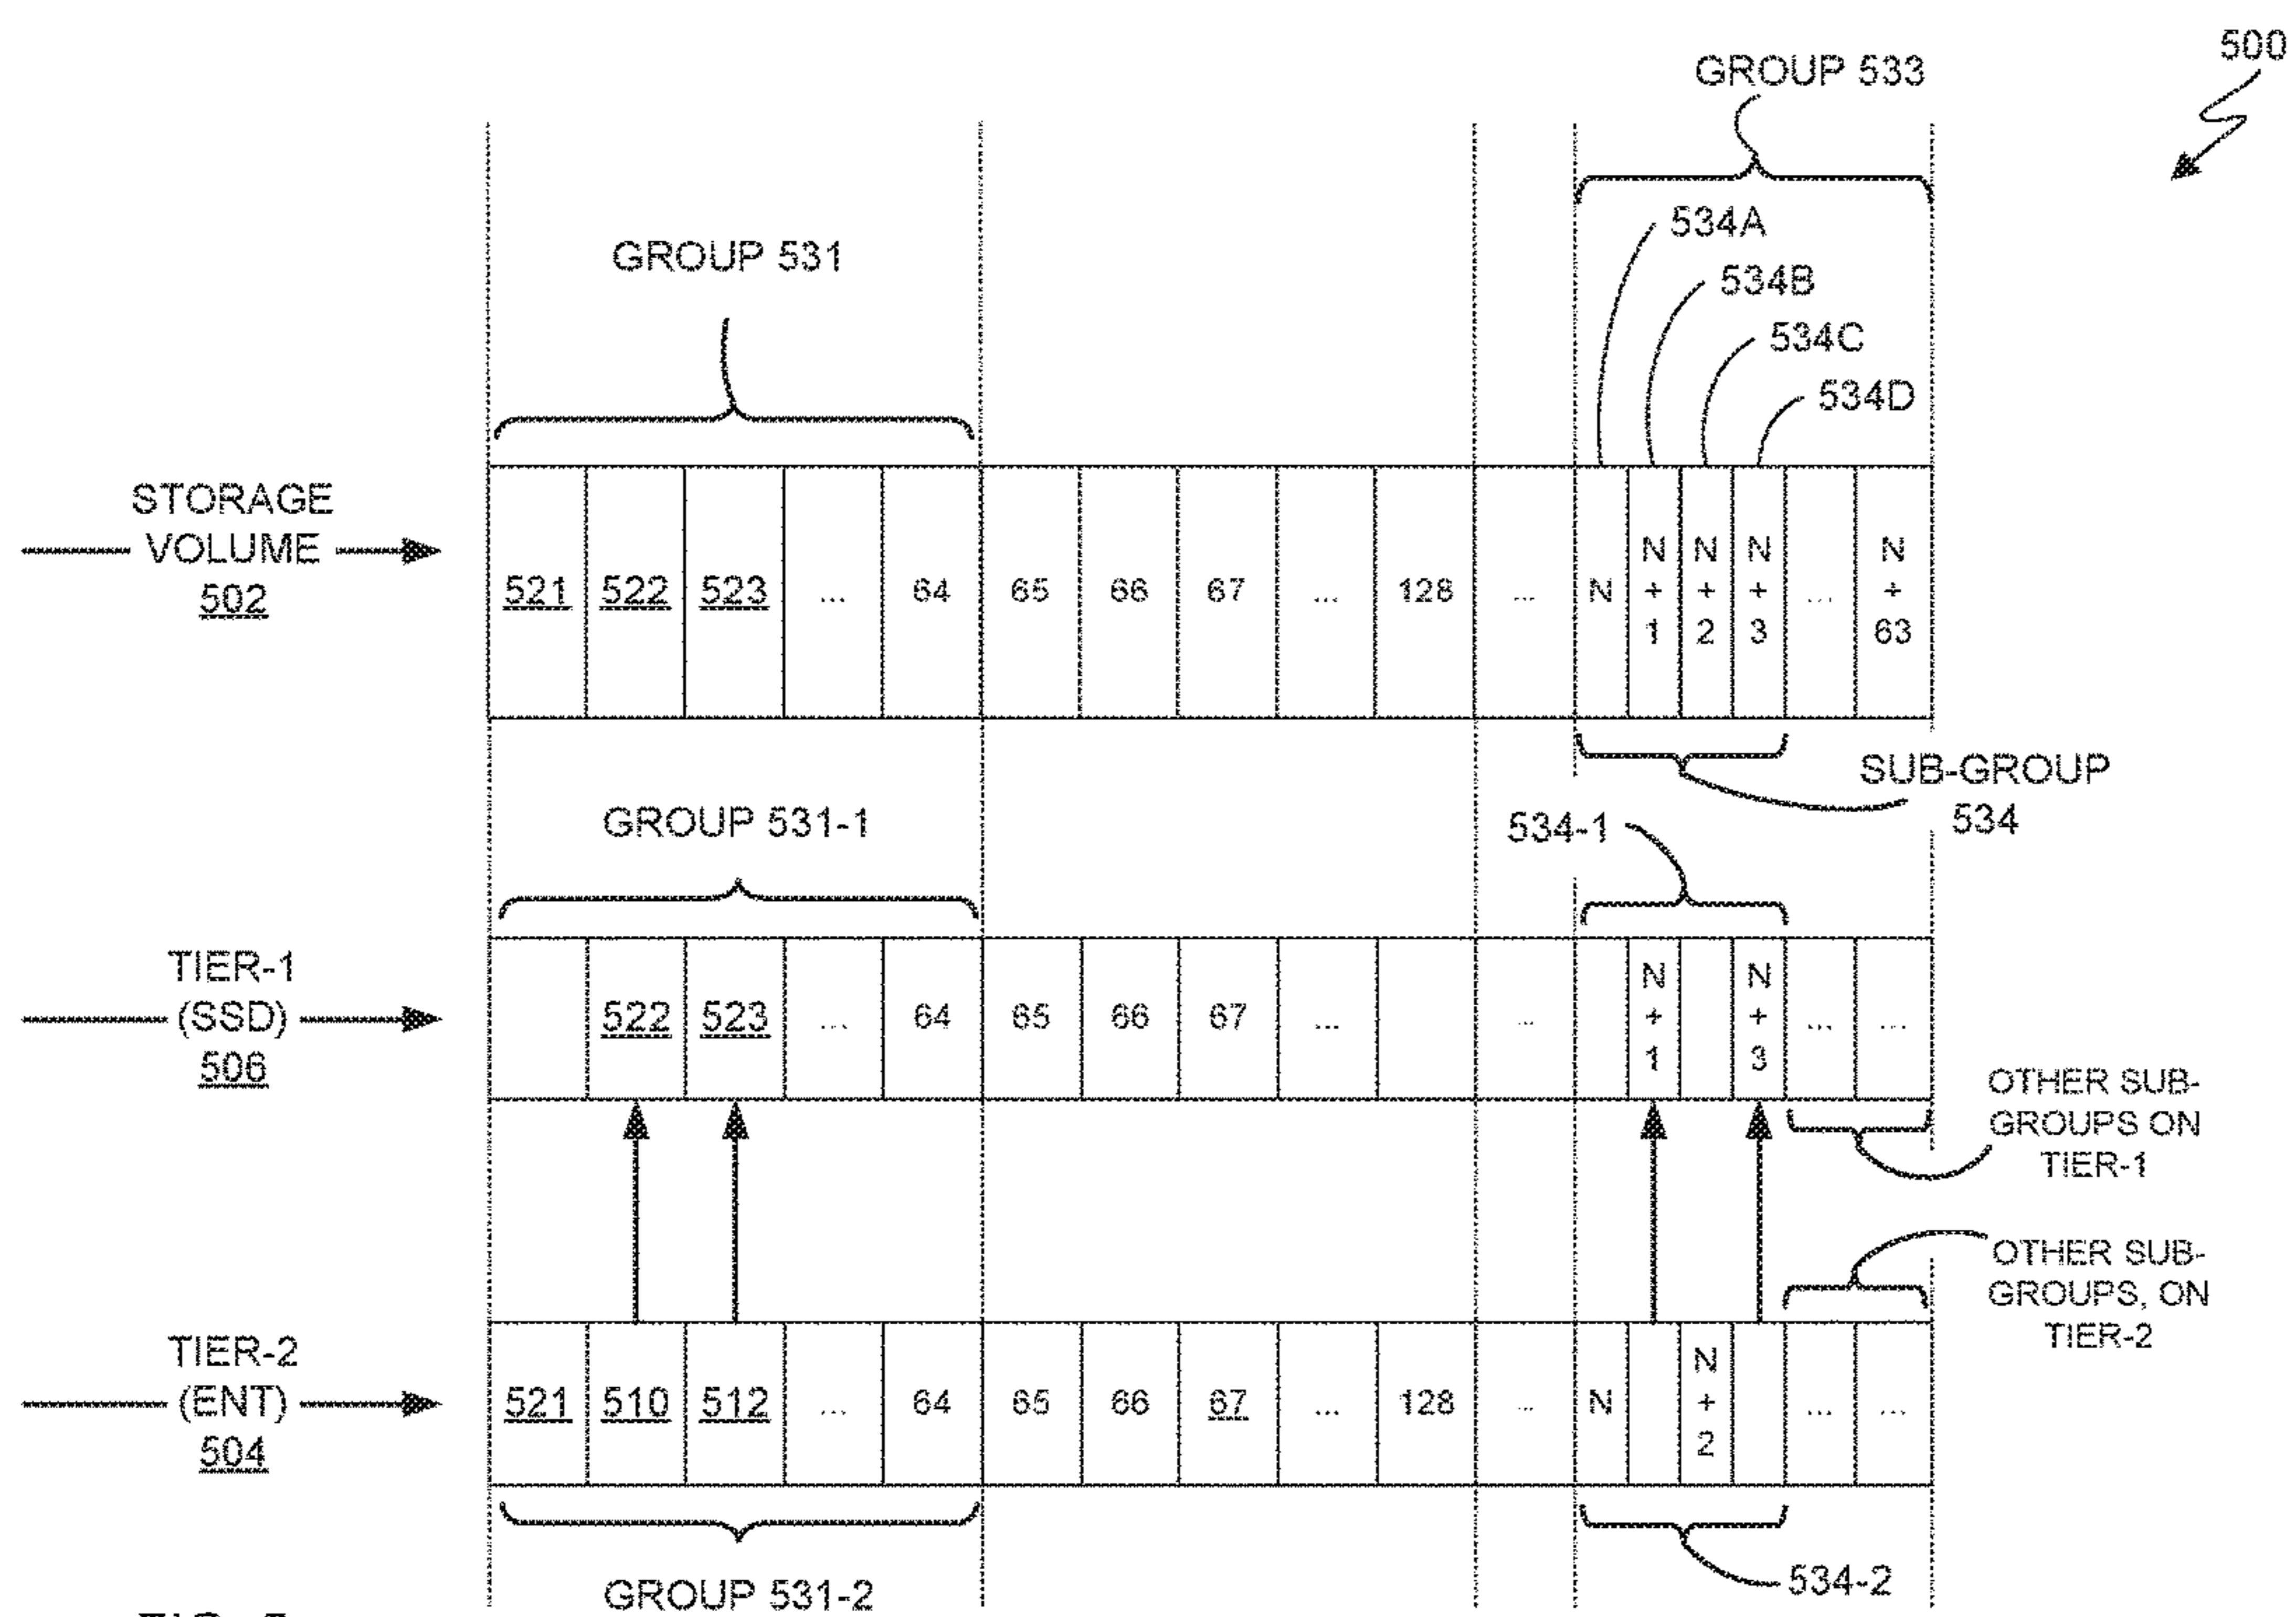 500
GROUP 533
534A
GROUP 531
534B
534C
534D
STORAGE
VOLUME
502
521 522 523 ... 64 65 66 67 ... 128 ... N N + 1 N + 2 N + 3 ... N + 63
SUB-GROUP
534
GROUP 531-1
534-1
TIER-1
(SSD)
506
522 523 ... 64 65 66 67 ... ... N + 1 N + 3 ... ...
OTHER SUB-
GROUPS ON
TIER-1
OTHER SUB-
GROUPS, ON
TIER-2
TIER-2
(ENT)
504
521 510 512 ... 64 65 66 67 ... 128 ... N N + 2 ... ...
GROUP 531-2
534-2